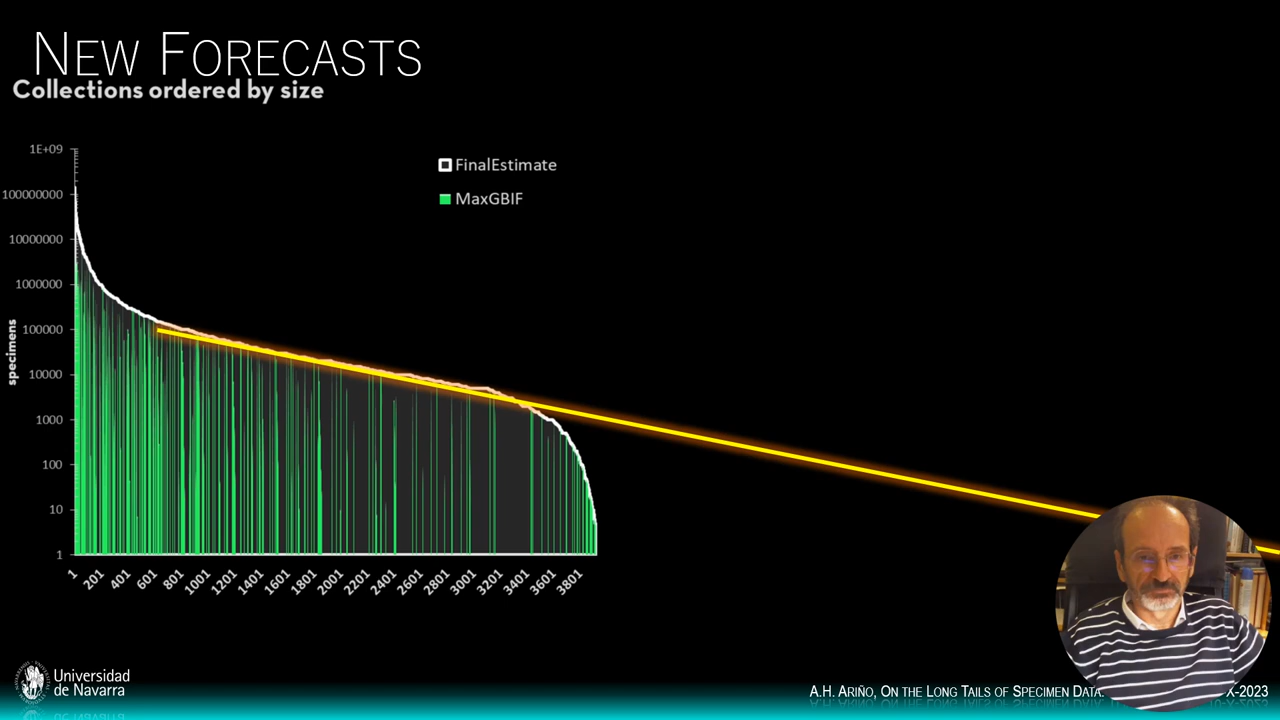 NEW FORECASTS
Collections ordered by size
1E+09
100000000
10000000
1000000
100000
10000
1000
100
10
1
specimens
FinalEstimate
MaxGBIF
1 201 401 601 801 1001 1201 1401 1601 1801 2001 2201 2401 2601 2801 3001 3201 3401 3601 3801
Universidad
de Navarra
A.H. ARIÑO, ON THE LONG TAILS OF SPECIMEN DATA. X-2023